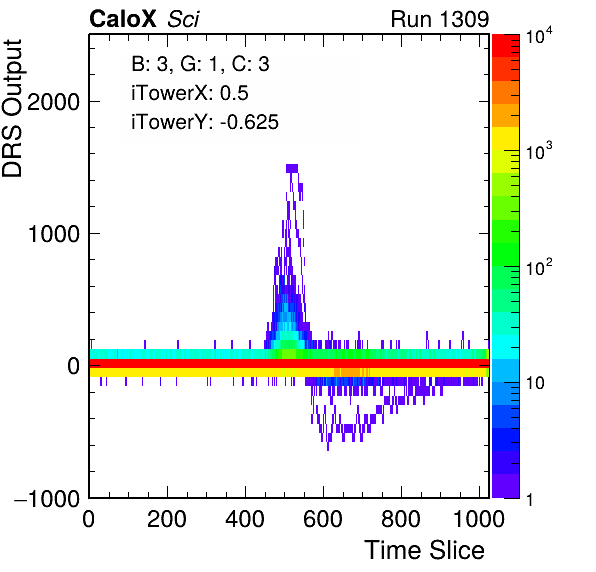 CaloX Sci Run 1309
B: 3, G: 1, C: 3
iTowerX: 0.5
iTowerY: -0.625
DRS Output
2000
1000
0
−1000
0 200 400 600 800 1000
Time Slice
10^4
10^3
10^2
10
1